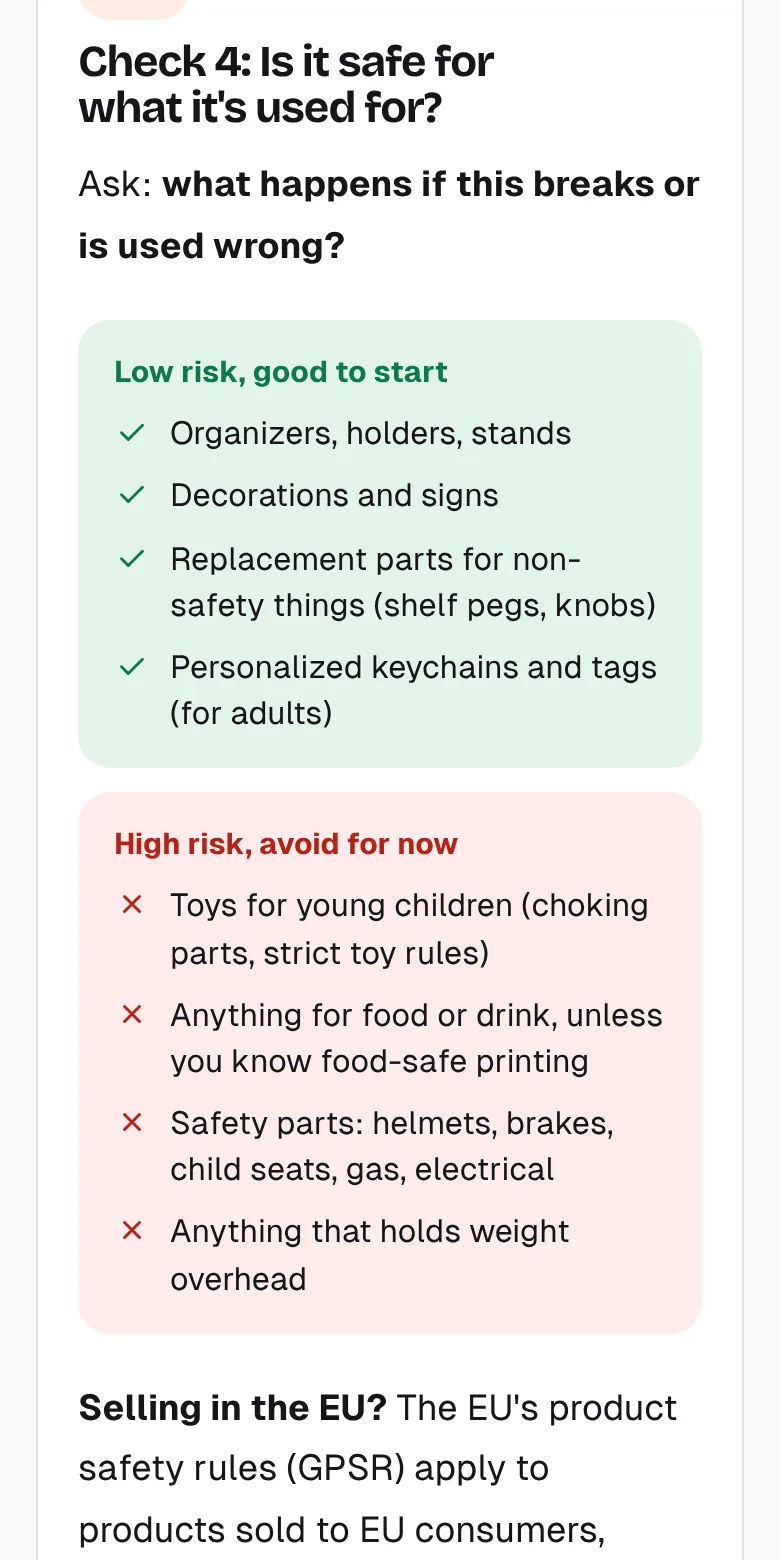 Check 4: Is it safe for
what it's used for?
Ask: what happens if this breaks or
is used wrong?
Low risk, good to start
Organizers, holders, stands
Decorations and signs
Replacement parts for non-
safety things (shelf pegs, knobs)
Personalized keychains and tags
(for adults)
High risk, avoid for now
Toys for young children (choking
parts, strict toy rules)
Anything for food or drink, unless
you know food-safe printing
Safety parts: helmets, brakes,
child seats, gas, electrical
Anything that holds weight
overhead
Selling in the EU? The EU's product
safety rules (GPSR) apply to
products sold to EU consumers,